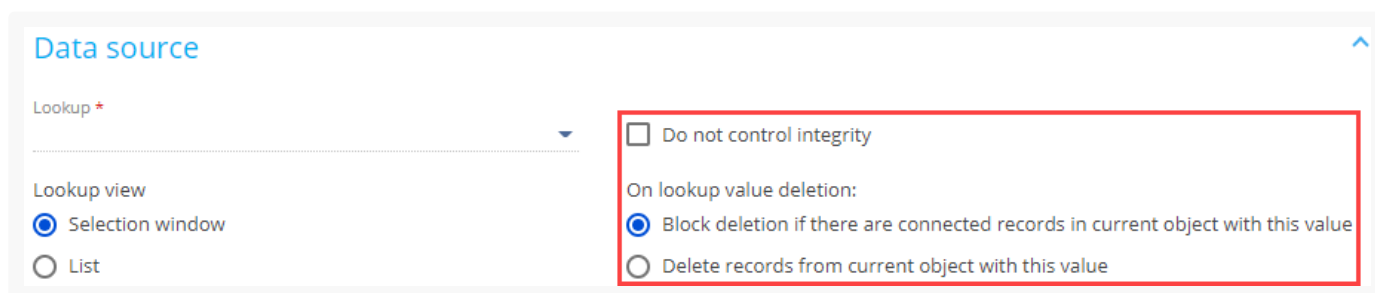 Data source
Lookup *
Do not control integrity
Lookup view
On lookup value deletion:
Selection window
Block deletion if there are connected records in current object with this value
List
Delete records from current object with this value